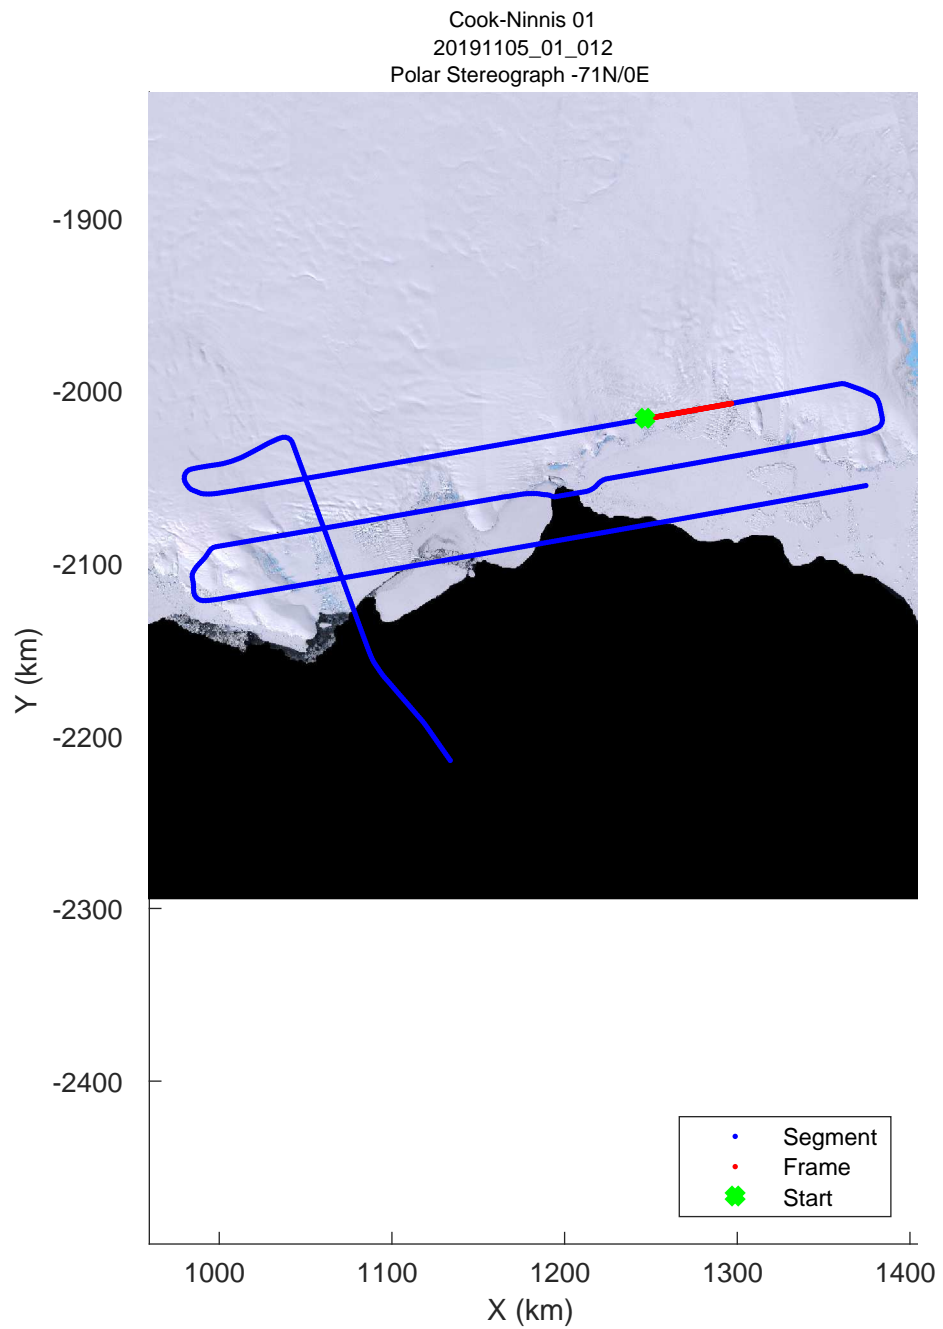 Cook-Ninnis 01
20191105_01_012
Polar Stereograph -71N/0E
-1900
-2000
-2100
-2200
-2300
-2400
Y (km)
1000
1100
1200
1300
1400
X (km)
Segment
Frame
Start